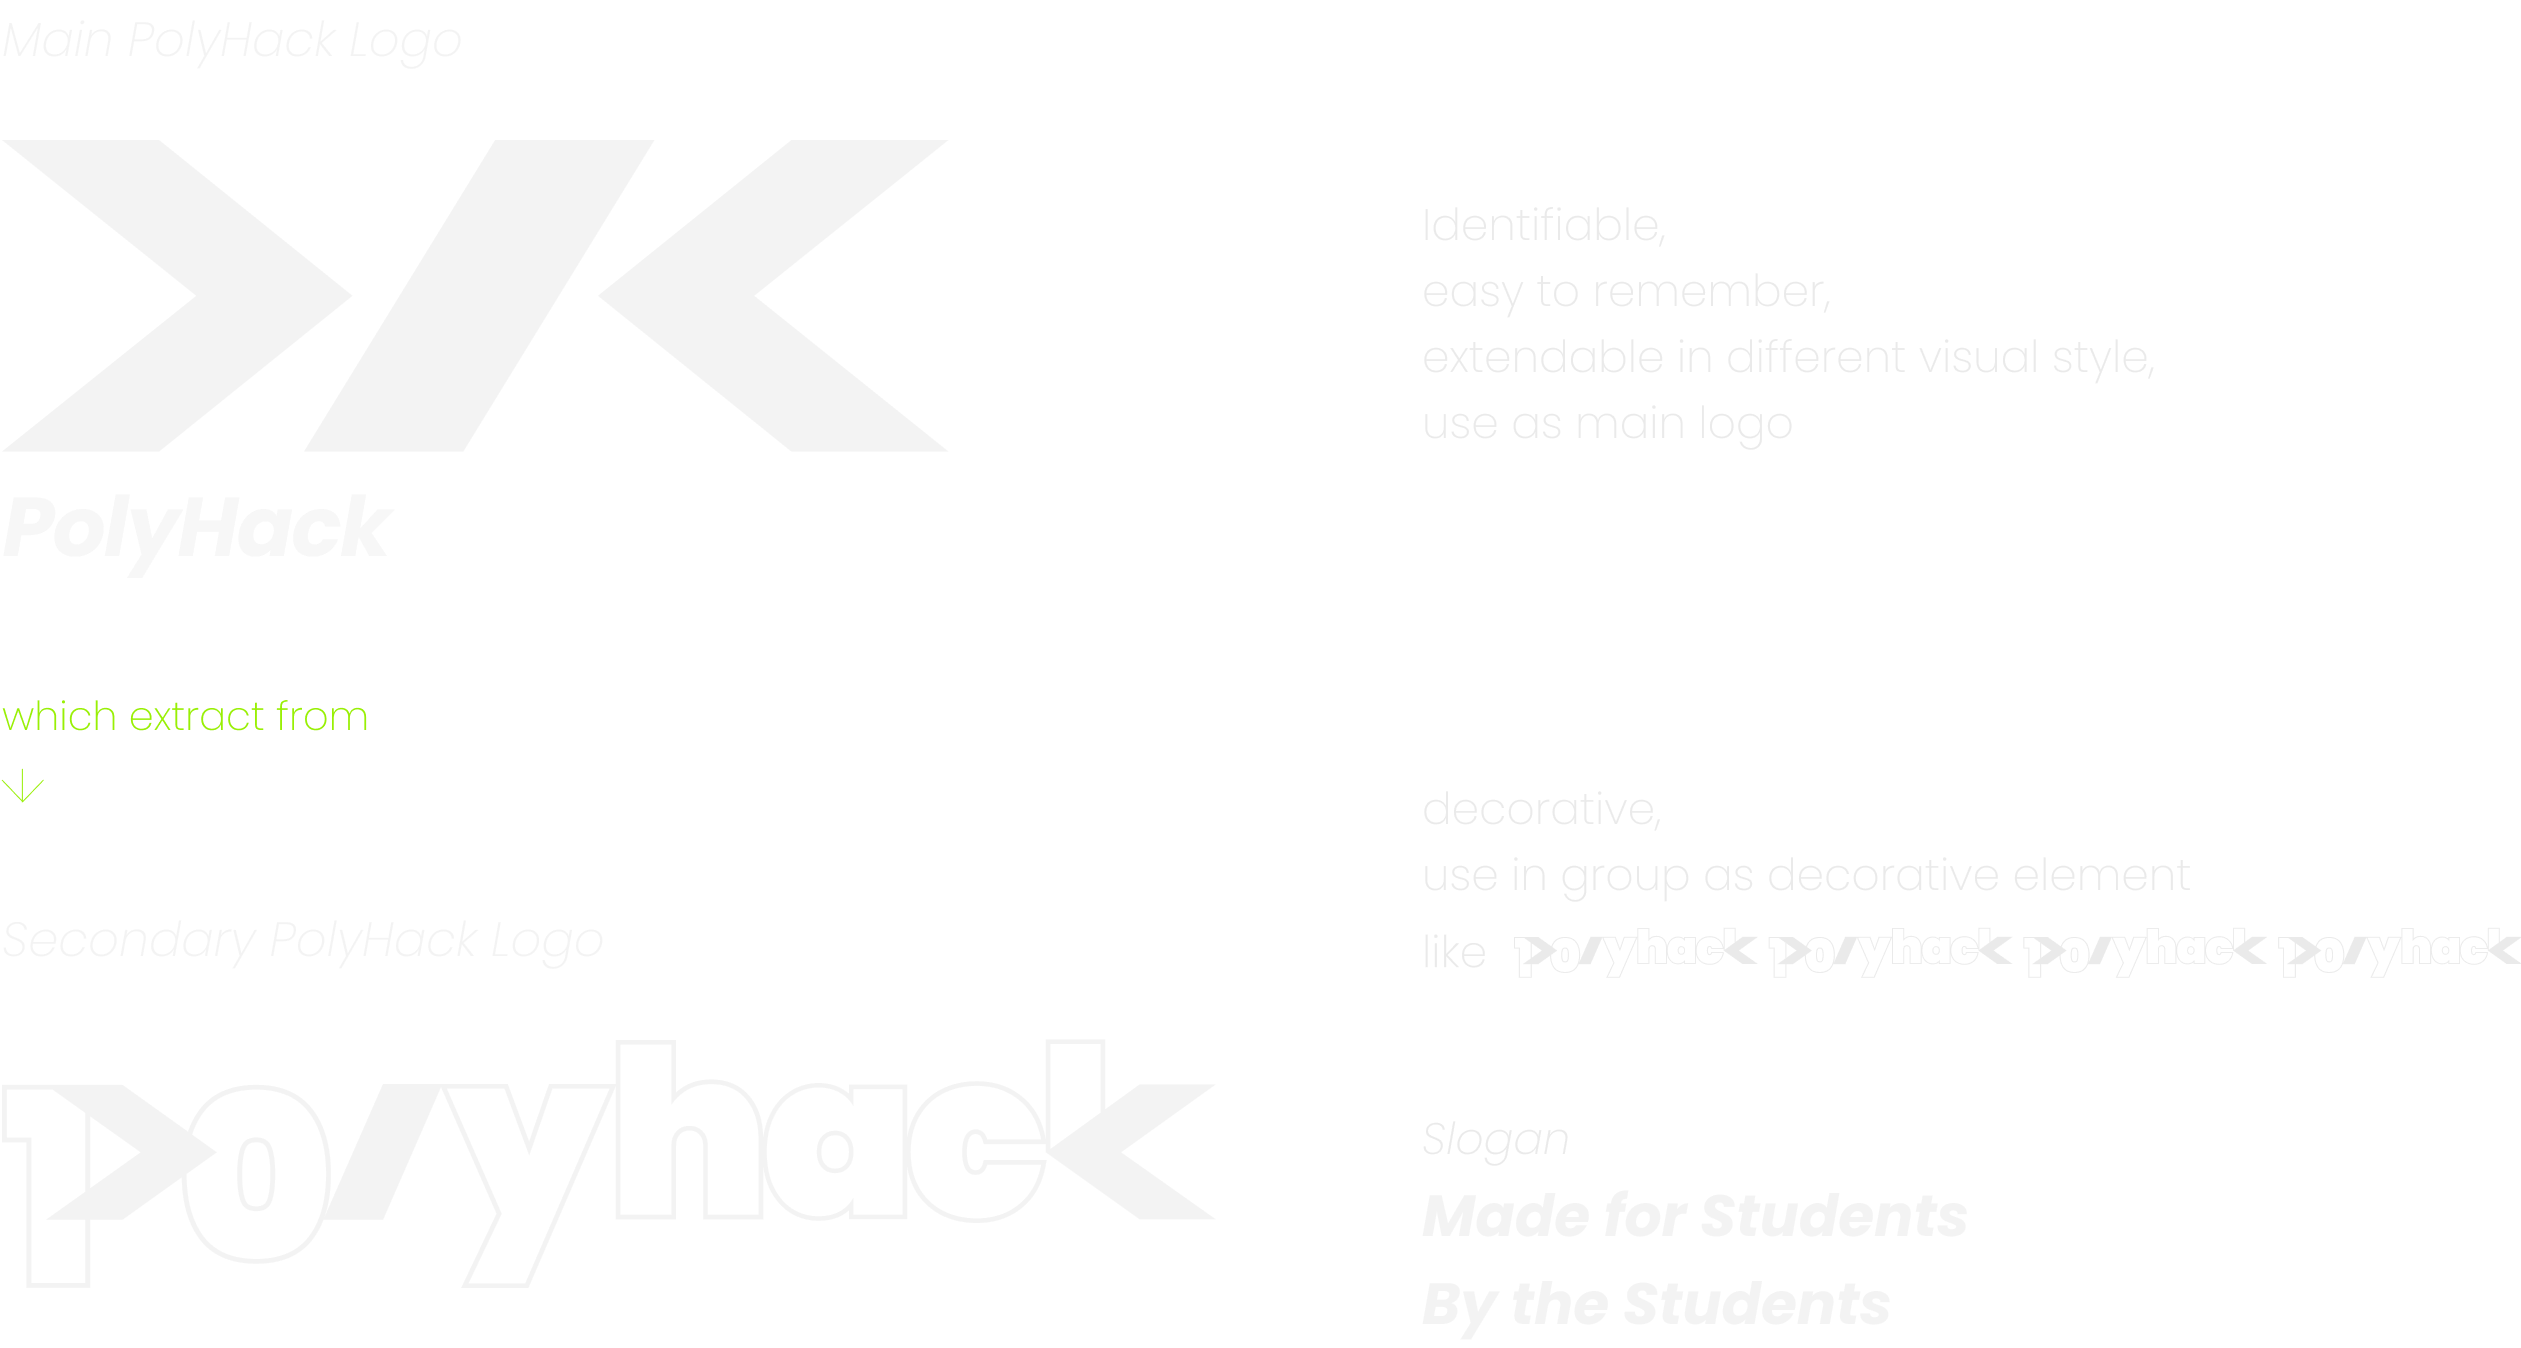 Main PolyHack Logo
Identifiable,
easy to remember,
extendable in different visual style,
use as main logo
PolyHack
which extract from
decorative,
use in group as decorative element
like polyhack polyhack polyhack polyhack
Secondary PolyHack Logo
polyhack
Slogan
Made for Students
By the Students